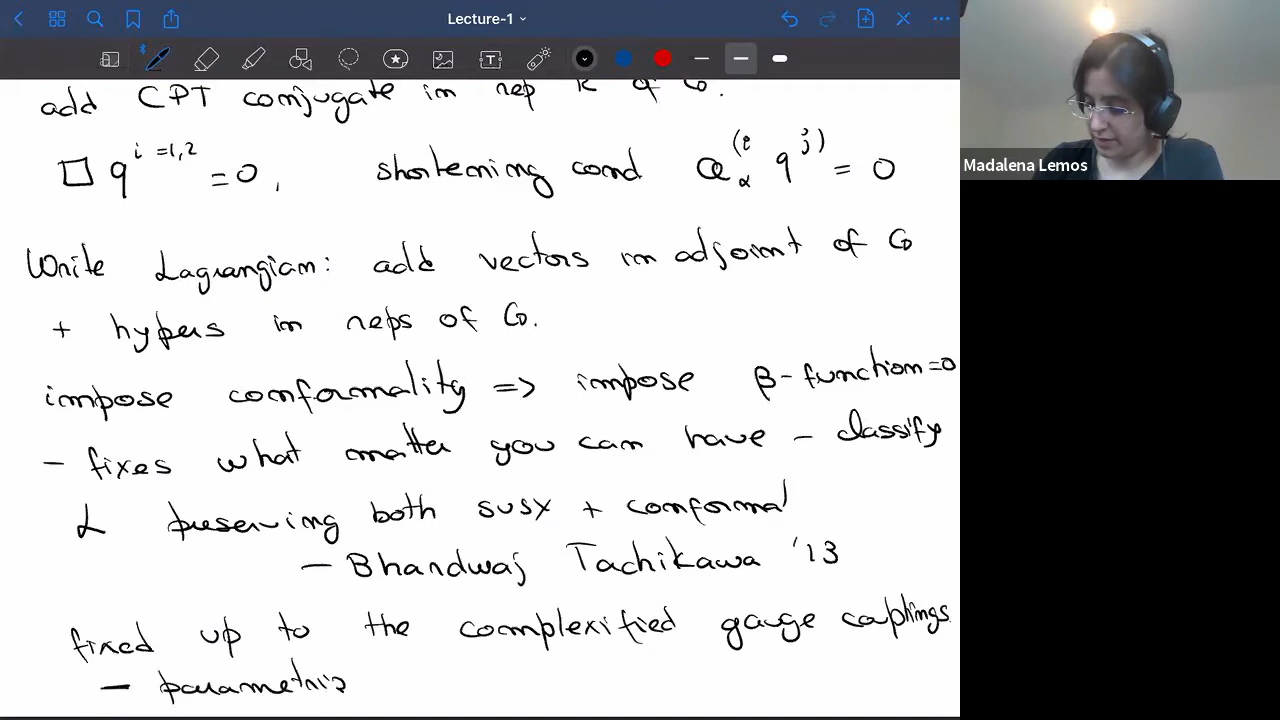 Lecture-1
add CPT conjugate in rep R of G.
□ q^{i=1,2} = 0, shortening cond Q_α^{(i} q^{j)} = 0
Write Lagrangian: add vectors in adjoint of G
+ hypers in reps of G.
impose conformality => impose β-function=0
- fixes what matter you can have - classify
L preserving both susy + conformal
- Bhardwaj Tachikawa '13
fixed up to the complexified gauge couplings
- parametriz
Madalena Lemos